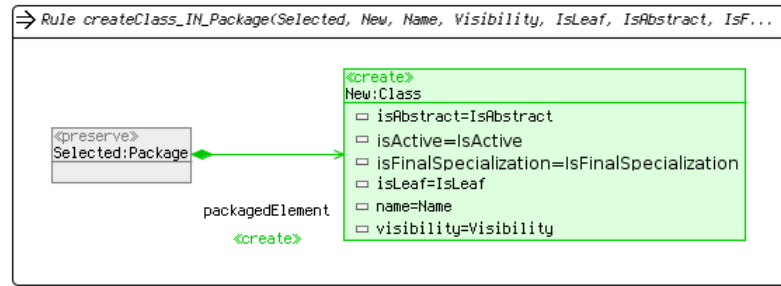 Rule createClass_IN_Package(Selected, New, Name, Visibility, IsLeaf, IsAbstract, IsF...
«create»
New:Class
isAbstract=IsAbstract
isActive=IsActive
isFinalSpecialization=IsFinalSpecialization
isLeaf=IsLeaf
name=Name
visibility=Visibility
«preserve»
Selected:Package
packagedElement
«create»